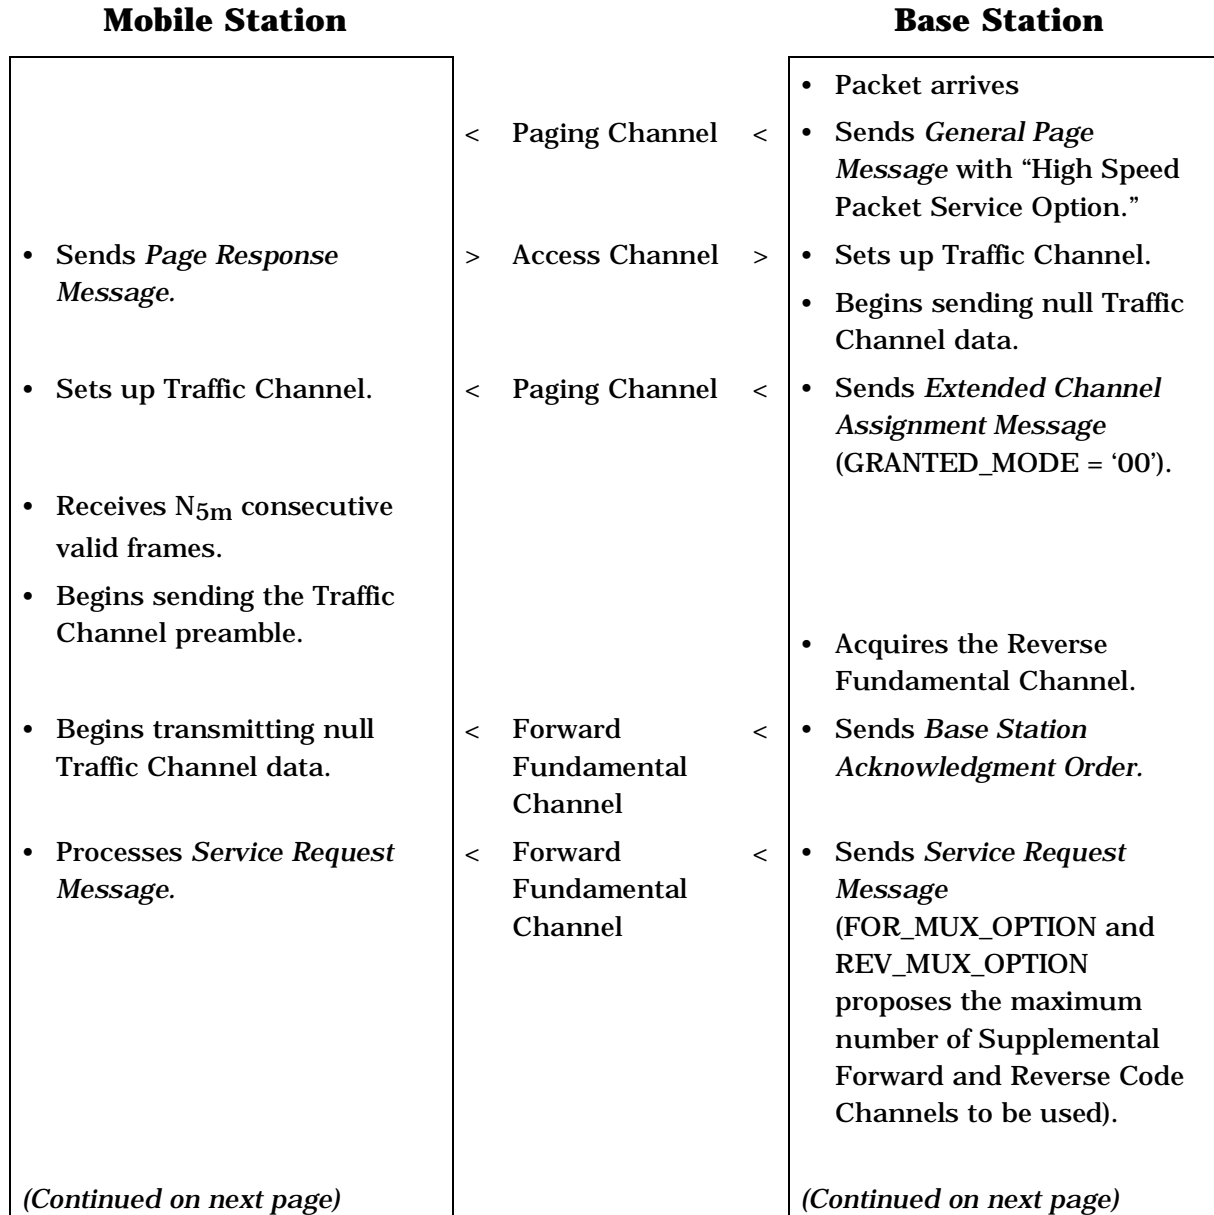 Mobile Station Base Station
• Packet arrives
< Paging Channel < • Sends General Page
Message with “High Speed
Packet Service Option.”
• Sends Page Response > Access Channel > • Sets up Traffic Channel.
Message.
• Begins sending null Traffic
Channel data.
• Sets up Traffic Channel. < Paging Channel < • Sends Extended Channel
Assignment Message
(GRANTED_MODE = ‘00’).
• Receives N5m consecutive
valid frames.
• Begins sending the Traffic
Channel preamble.
• Acquires the Reverse
Fundamental Channel.
• Begins transmitting null < Forward < • Sends Base Station
Traffic Channel data. Fundamental Acknowledgment Order.
Channel
• Processes Service Request < Forward < • Sends Service Request
Message. Fundamental Message
Channel (FOR_MUX_OPTION and
REV_MUX_OPTION
proposes the maximum
number of Supplemental
Forward and Reverse Code
Channels to be used).
(Continued on next page) (Continued on next page)